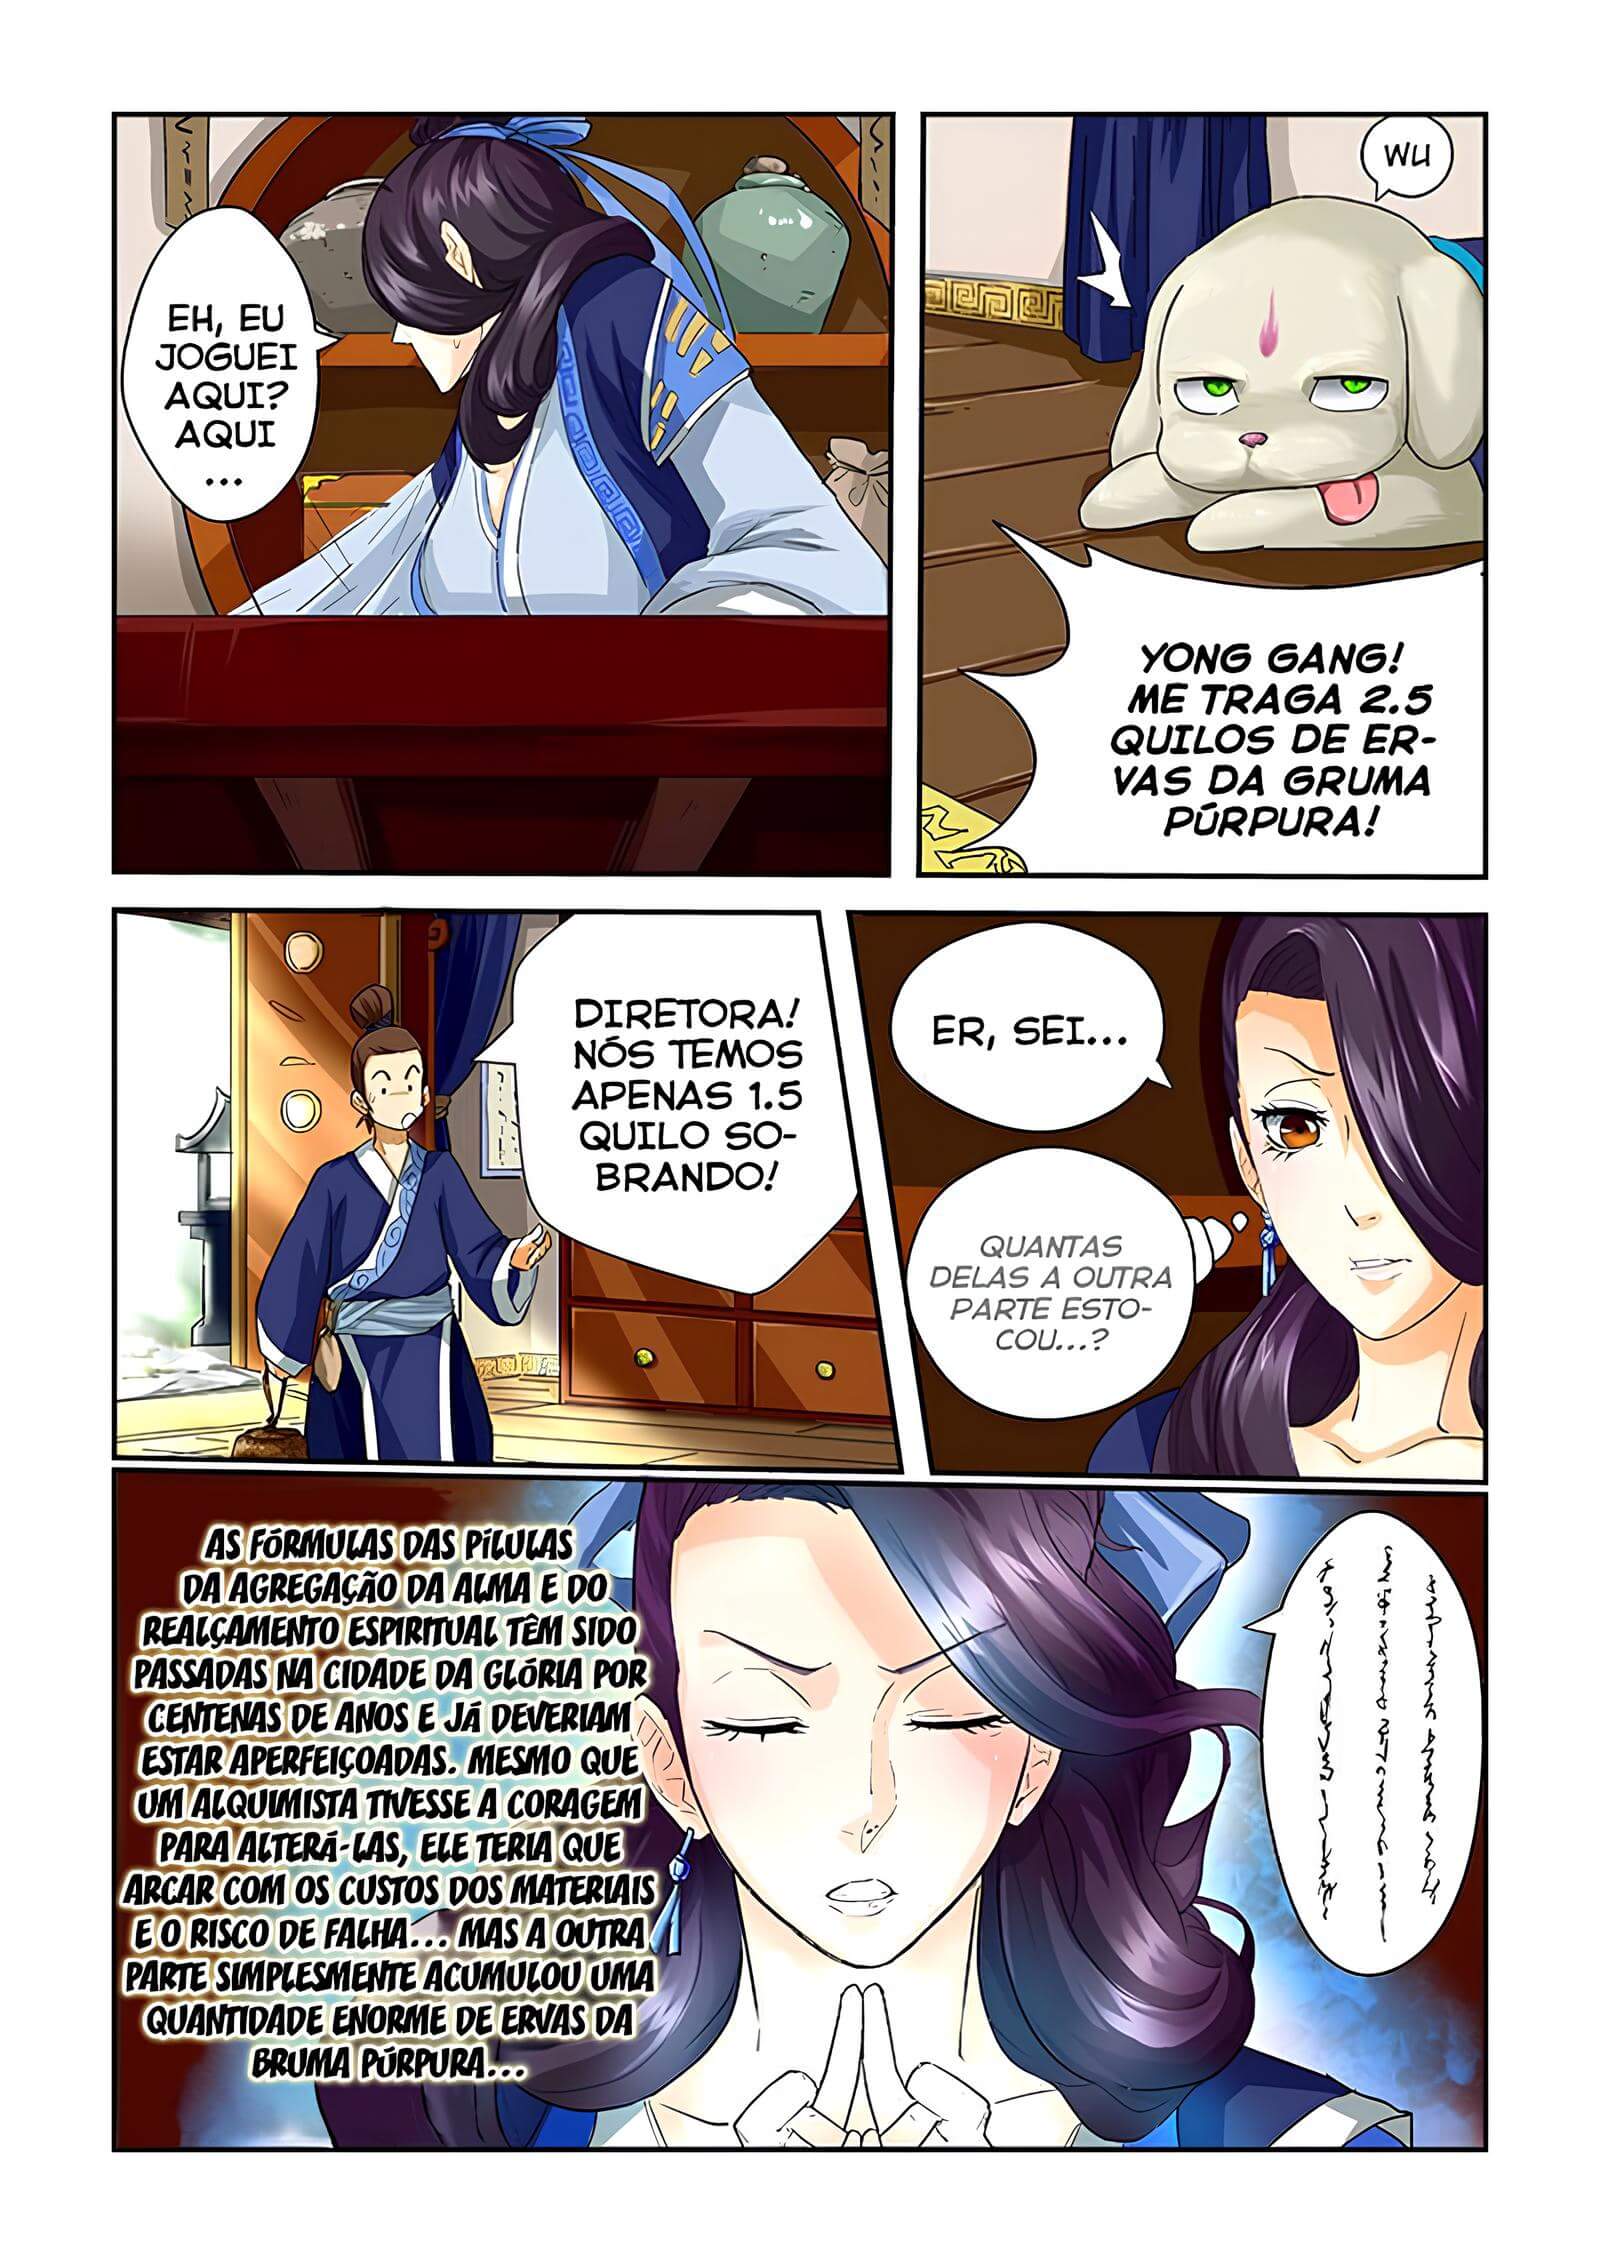 EH, EU
JOGUEI
AQUI?
AQUI
...
WU
YONG GANG!
ME TRAGA 2.5
QUILOS DE ER-
VAS DA GRUMA
PÚRPURA!
DIRETORA!
NÓS TEMOS
APENAS 1.5
QUILO SO-
BRANDO!
ER, SEI...
QUANTAS
DELAS A OUTRA
PARTE ESTO-
COU...?
AS FÓRMULAS DAS PÍLULAS
DA AGREGAÇÃO DA ALMA E DO
REALÇAMENTO ESPIRITUAL TÊM SIDO
PASSADAS NA CIDADE DA GLÓRIA POR
CENTENAS DE ANOS E JÁ DEVERIAM
ESTAR APERFEIÇOADAS. MESMO QUE
UM ALQUIMISTA TIVESSE A CORAGEM
PARA ALTERÁ-LAS, ELE TERIA QUE
ARCAR COM OS CUSTOS DOS MATERIAIS
E O RISCO DE FALHA... MAS A OUTRA
PARTE SIMPLESMENTE ACUMULOU UMA
QUANTIDADE ENORME DE ERVAS DA
BRUMA PÚRPURA...